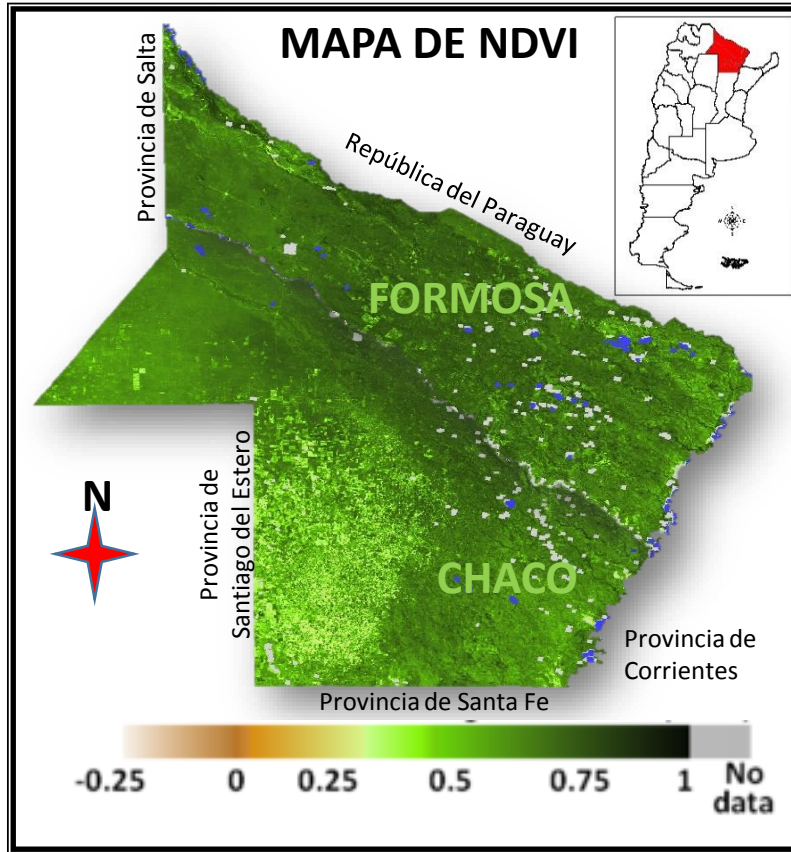 MAPA DE NDVI
Provincia de Salta
República del Paraguay
FORMOSA
Provincia de
Santiago del Estero
N
CHACO
Provincia de
Corrientes
Provincia de Santa Fe
-0.25 0 0.25 0.5 0.75 1 No
data